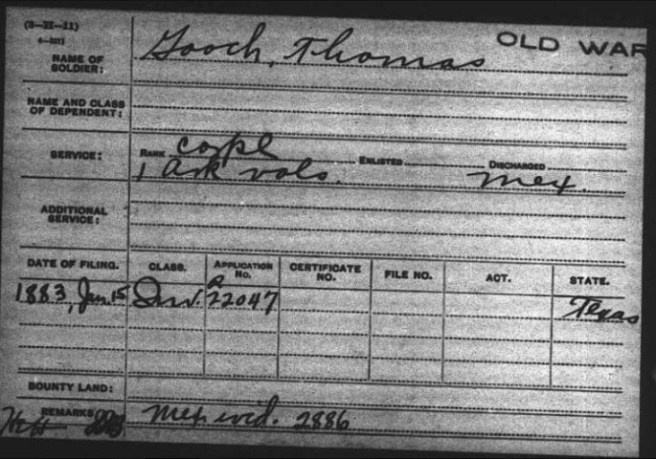 (3-H-11)
OLD WAR
NAME OF SOLDIER: Gooch, Thomas
NAME AND CLASS OF DEPENDENT:
SERVICE: RANK Copl ENLISTED DISCHARGED
1 Ark vols. Mex.
ADDITIONAL SERVICE:
DATE OF FILING. CLASS. APPLICATION No. CERTIFICATE NO. FILE NO. ACT. STATE.
1883, Jan. 15 Inv. 22047 Texas
BOUNTY LAND:
REMARKS: Mex wid. 2886